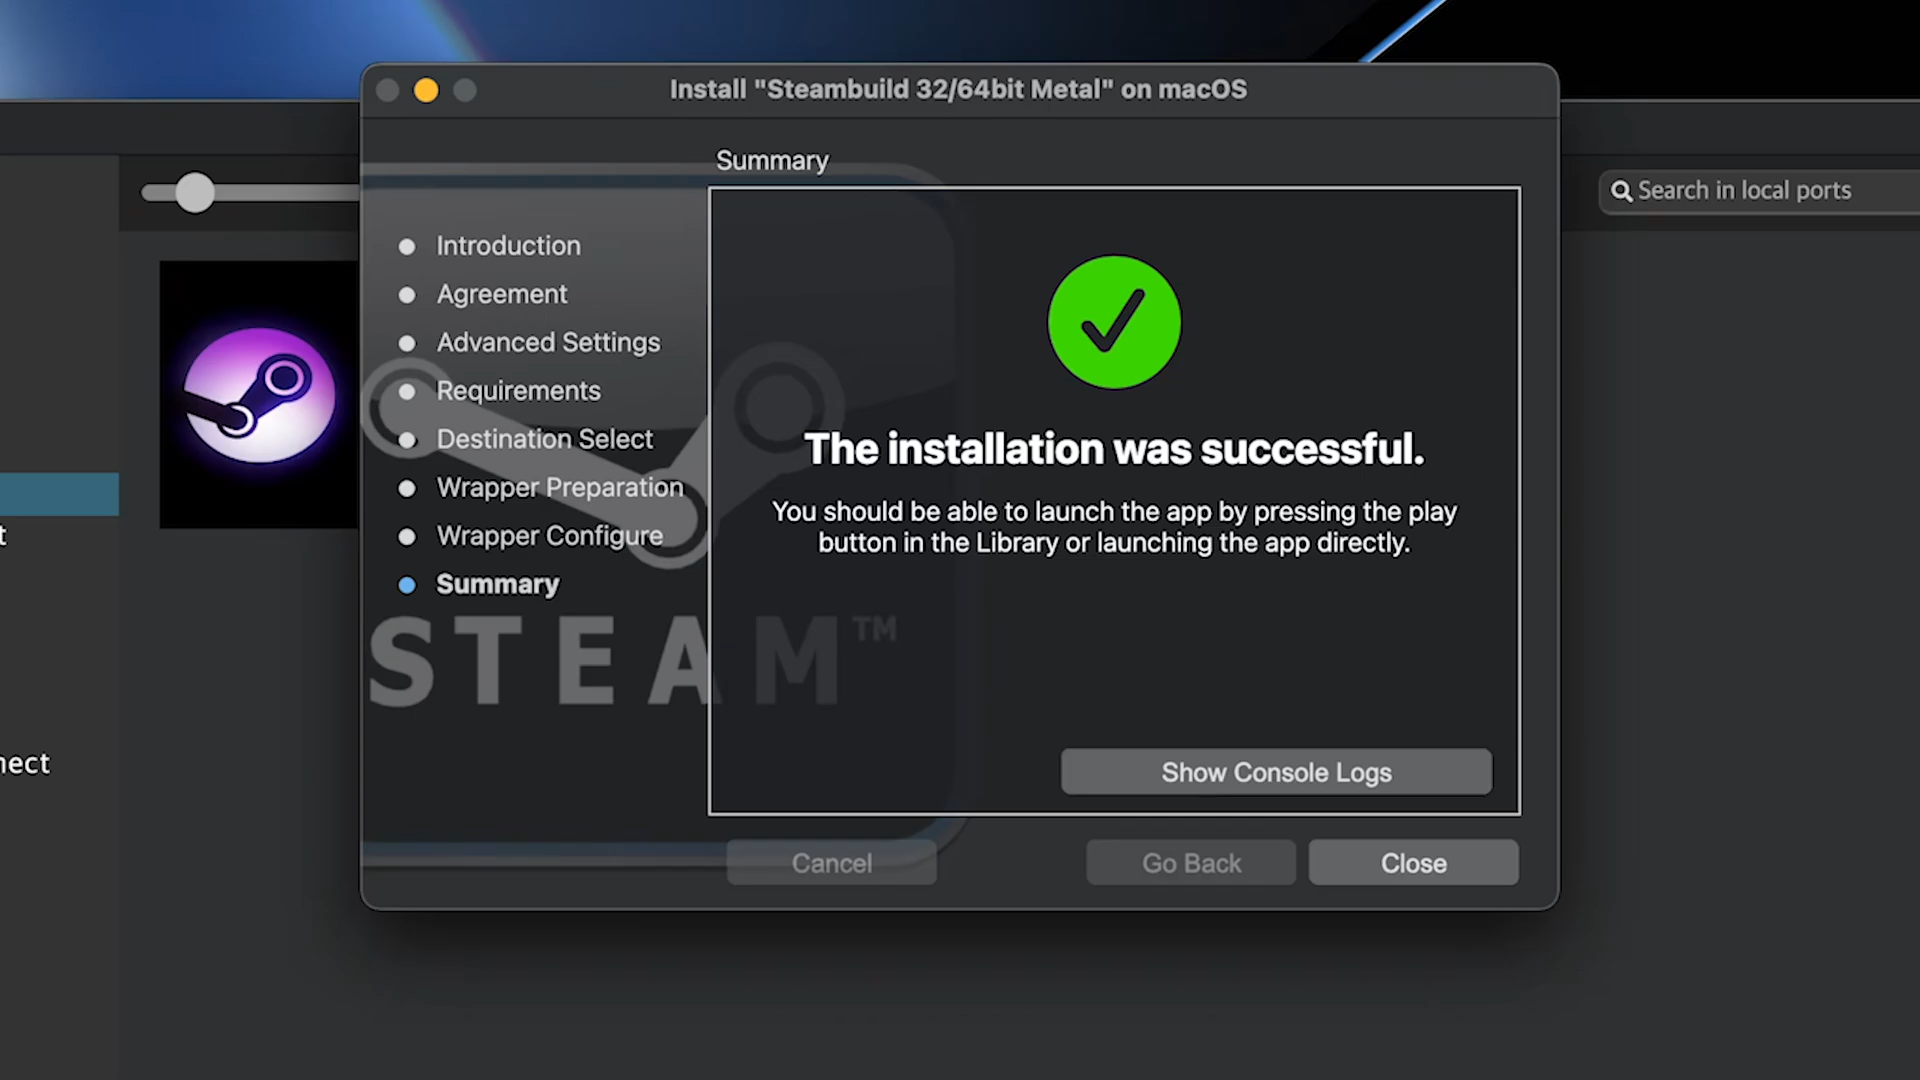 Install "Steambuild 32/64bit Metal" on macOS
Summary
Search in local ports
Introduction
Agreement
Advanced Settings
Requirements
Destination Select
Wrapper Preparation
Wrapper Configure
Summary
The installation was successful.
You should be able to launch the app by pressing the play
button in the Library or launching the app directly.
STEAM™
Show Console Logs
Cancel
Go Back
Close